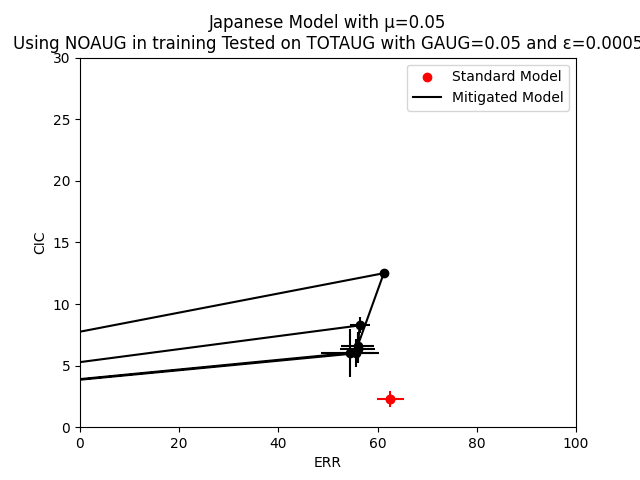 Japanese Model with μ=0.05
Using NOAUG in training Tested on TOTAUG with GAUG=0.05 and ε=0.0005
30
25
20
15
10
5
0
CIC
Standard Model
Mitigated Model
0 20 40 60 80 100
ERR